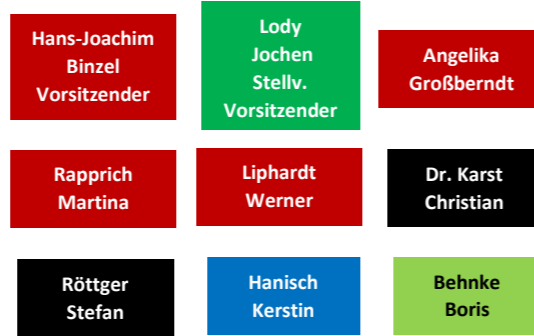 Hans-Joachim
Binzel
Vorsitzender
Lody
Jochen
Stellv.
Vorsitzender
Angelika
Großberndt
Rapprich
Martina
Liphardt
Werner
Dr. Karst
Christian
Röttger
Stefan
Hanisch
Kerstin
Behnke
Boris